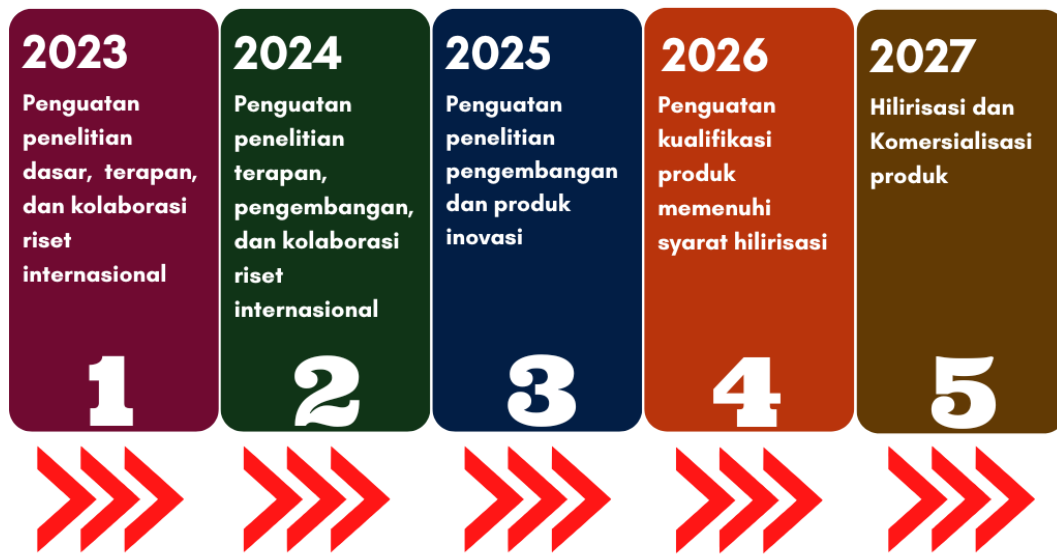 2023
Penguatan
penelitian
dasar, terapan,
dan kolaborasi
riset
internasional
1
2024
Penguatan
penelitian
terapan,
pengembangan,
dan kolaborasi
riset
internasional
2
2025
Penguatan
penelitian
pengembangan
dan produk
inovasi
3
2026
Penguatan
kualifikasi
produk
memenuhi
syarat hilirisasi
4
2027
Hilirisasi dan
Komersialisasi
produk
5